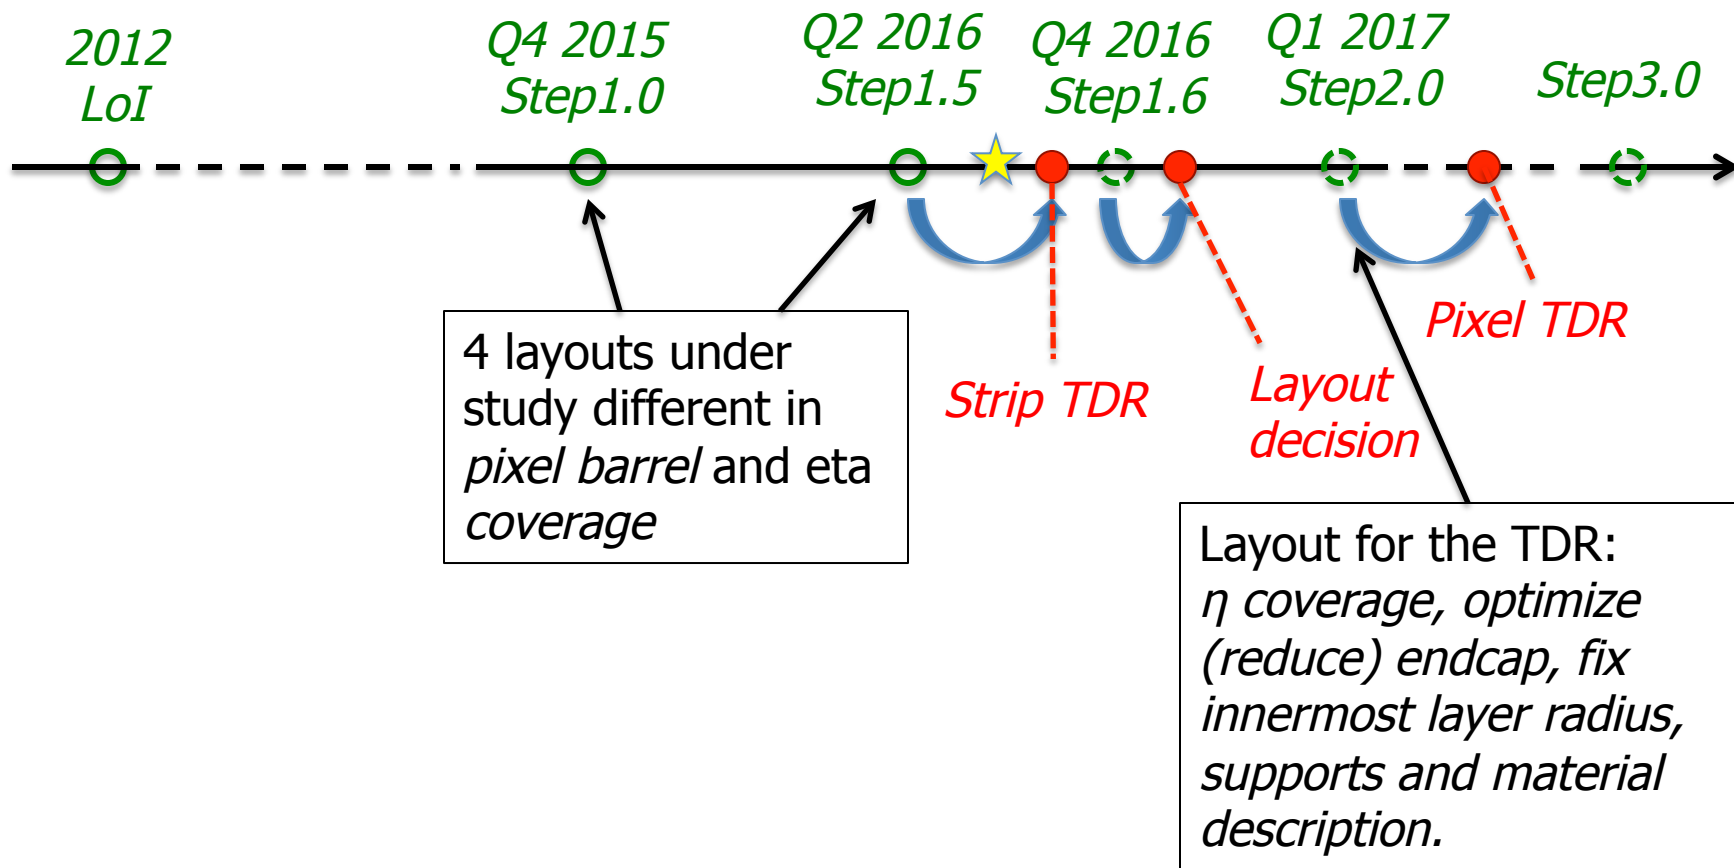 2012
LoI
Q4 2015
Step1.0
Q2 2016
Step1.5
Q4 2016
Step1.6
Q1 2017
Step2.0
Step3.0
4 layouts under
study different in
pixel barrel and eta
coverage
Strip TDR
Layout
decision
Pixel TDR
Layout for the TDR:
η coverage, optimize
(reduce) endcap, fix
innermost layer radius,
supports and material
description.